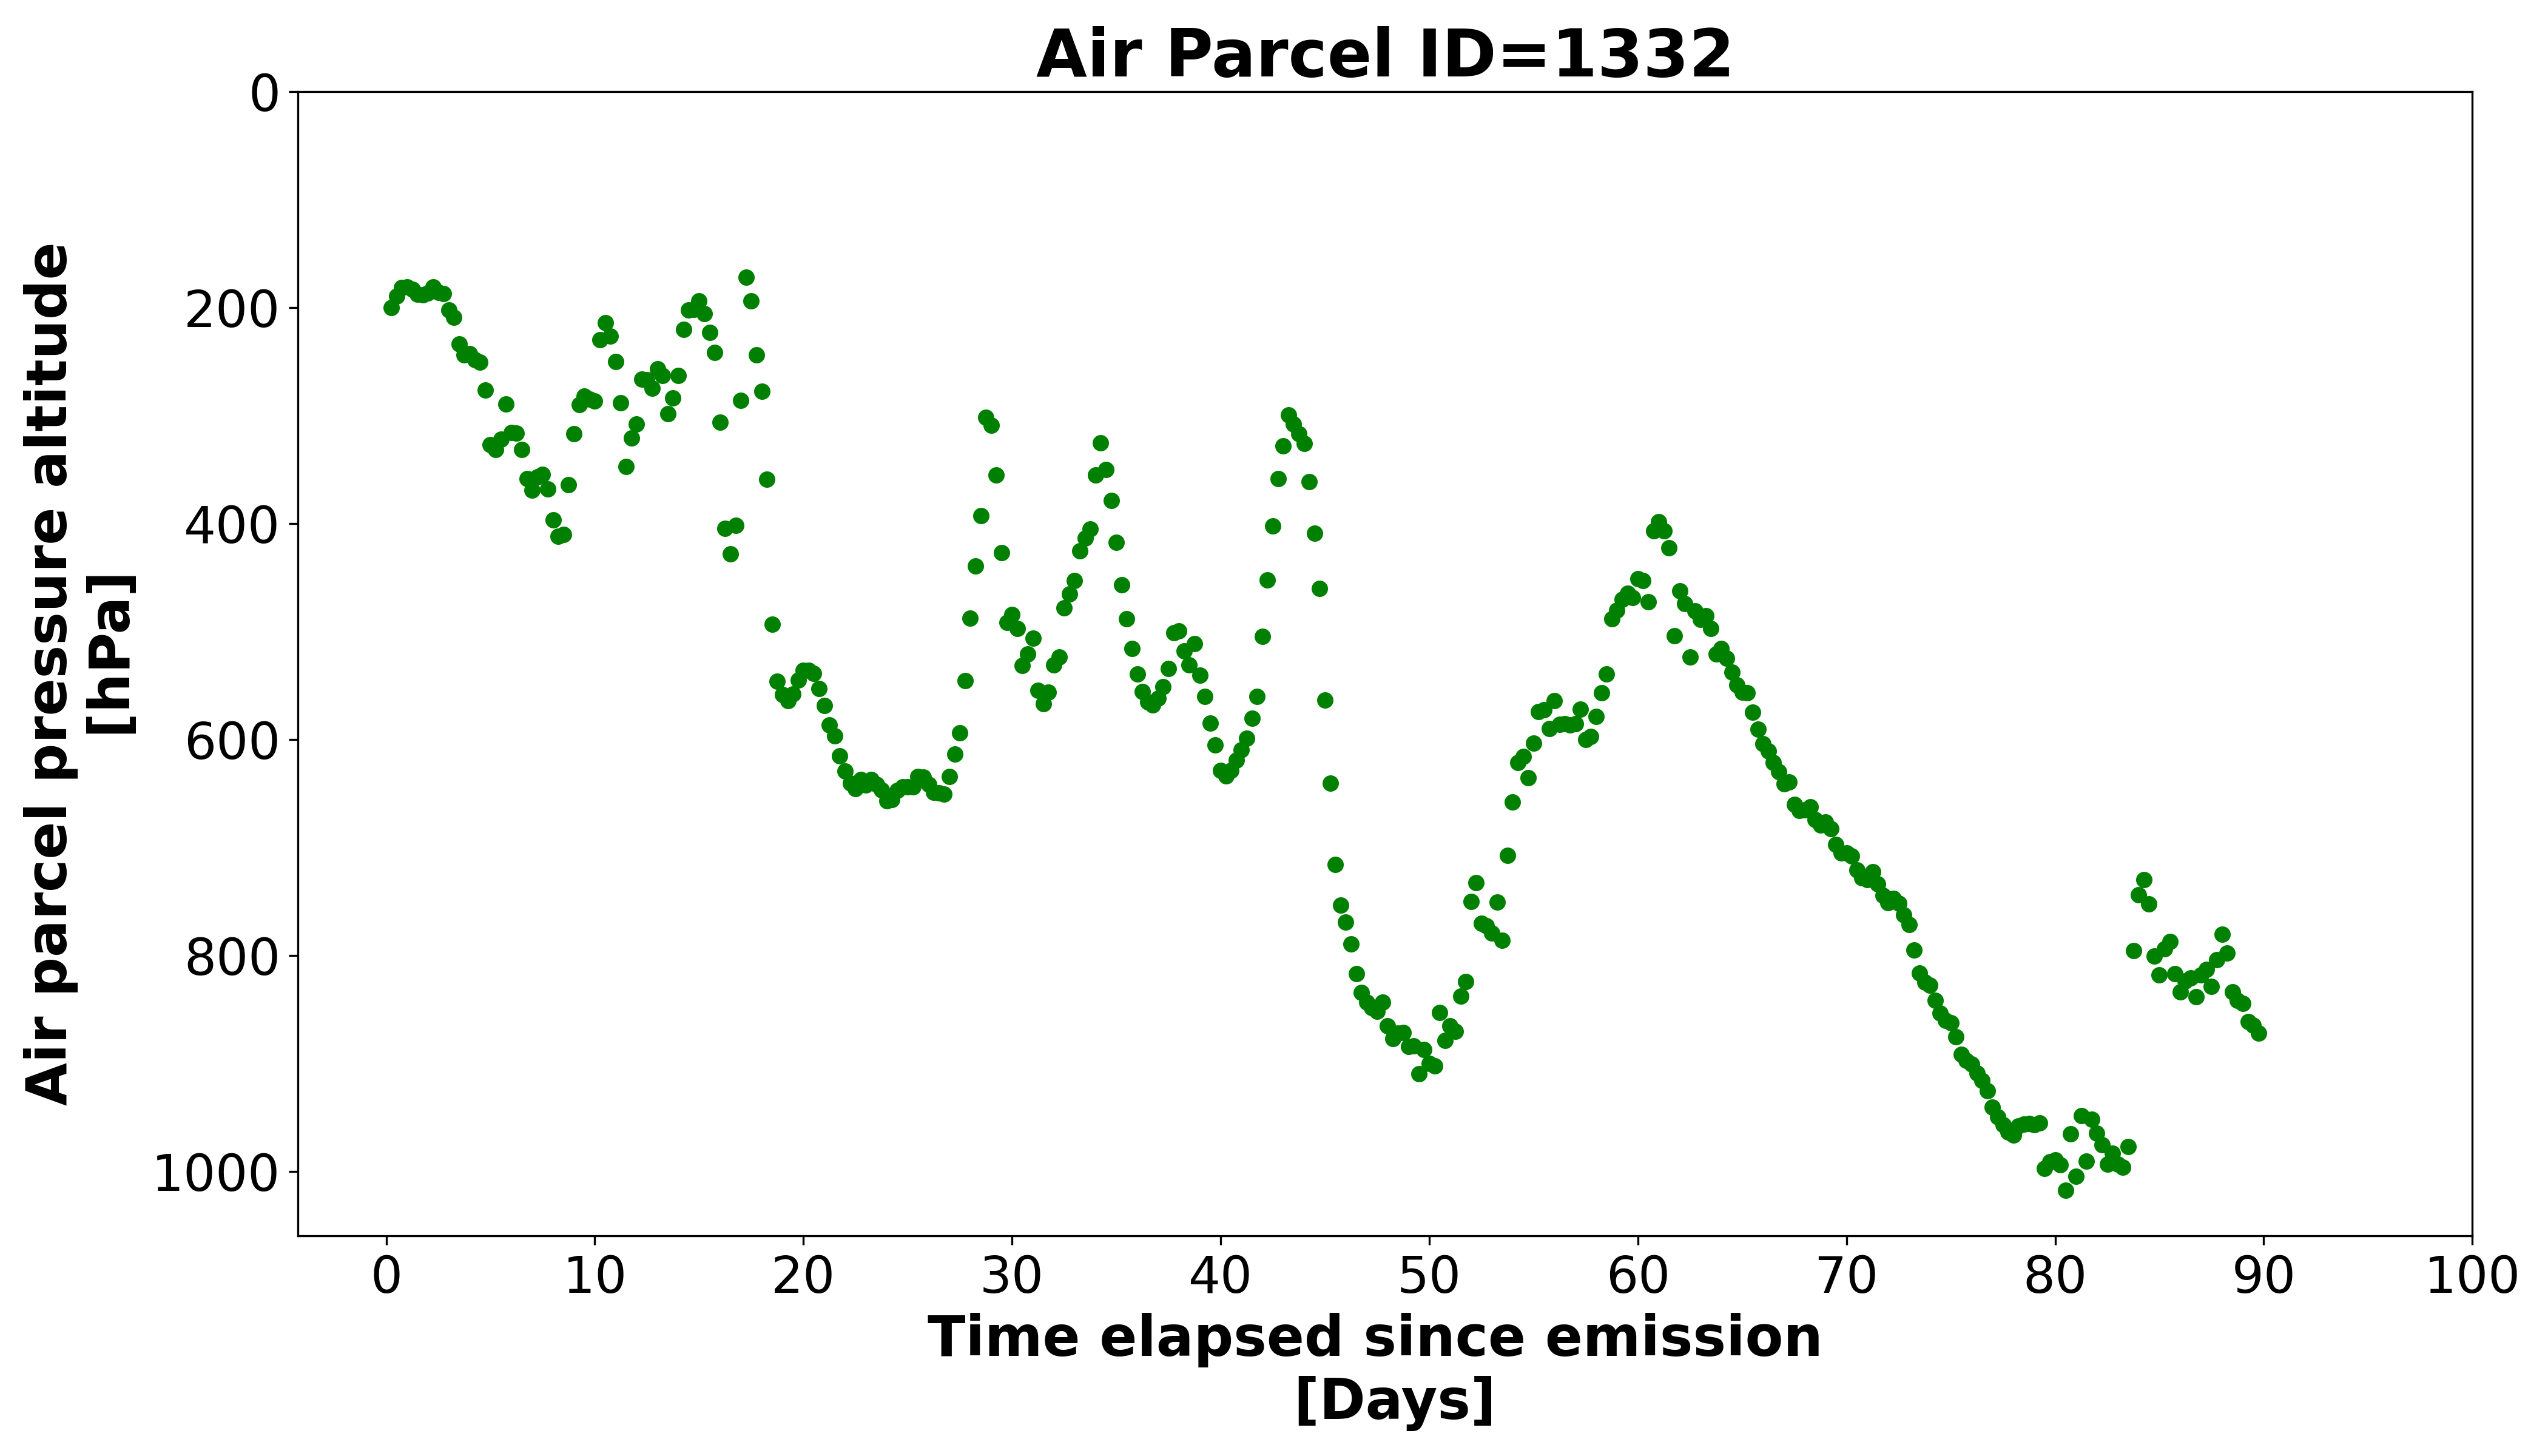 Air Parcel ID=1332
Air parcel pressure altitude
[hPa]
0
200
400
600
800
1000
0 10 20 30 40 50 60 70 80 90 100
Time elapsed since emission
[Days]